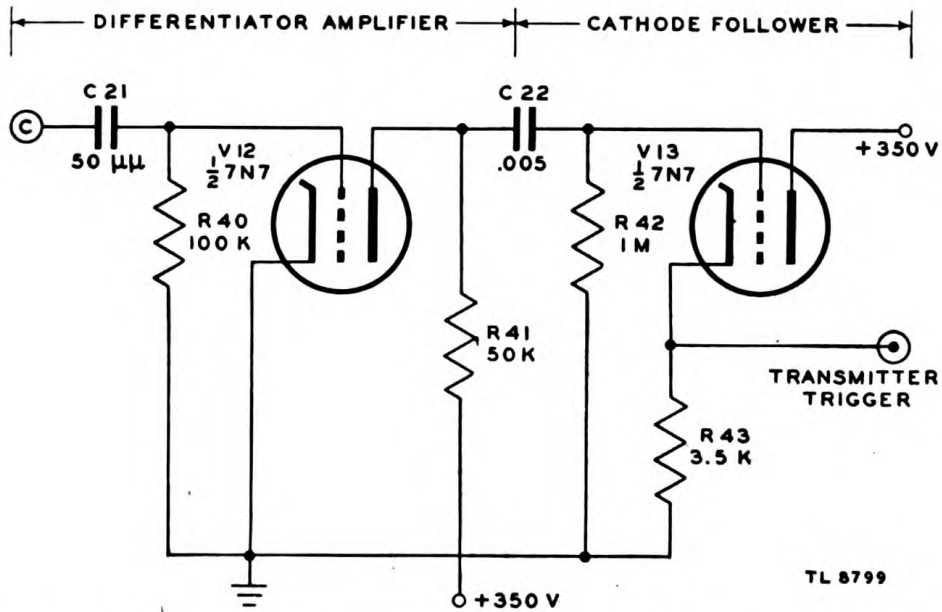 DIFFERENTIATOR AMPLIFIER
CATHODE FOLLOWER
C 21
C
50 μμ
V 12
½ 7N7
R 40
100 K
C 22
.005
V 13
½ 7N7
+350 V
R 42
1 M
R 41
50K
TRANSMITTER
TRIGGER
R 43
3.5 K
+350 V
TL 8799